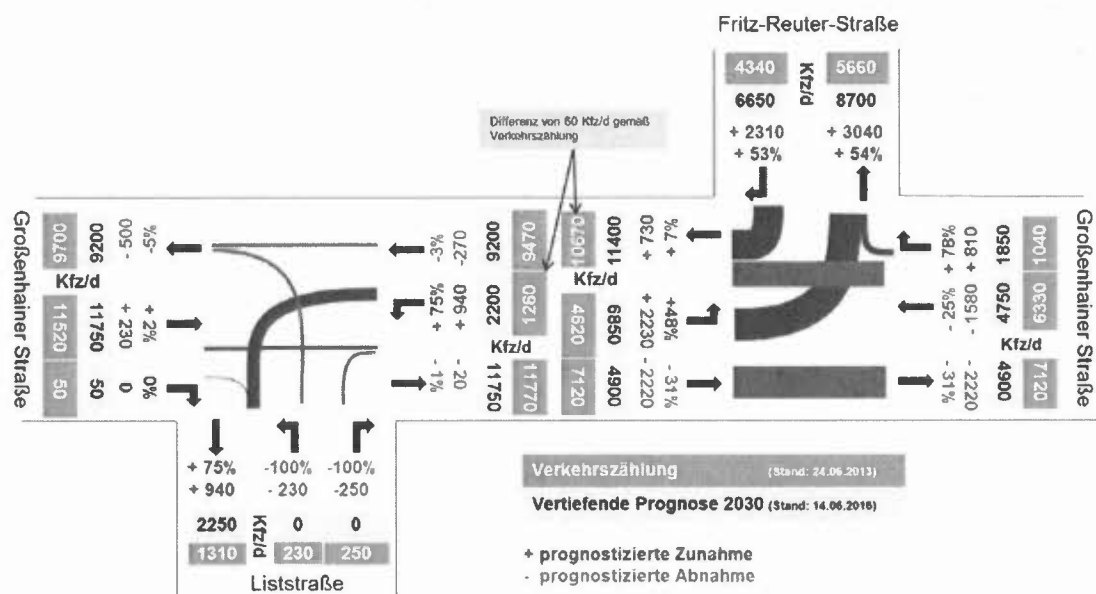 Fritz-Reuter-Straße
4340 Kfz/d 5660
6650 8700
+ 2310 + 3040
+ 53% + 54%
Differenz von 60 Kfz/d gemäß
Verkehrszählung
Großenhainer Straße
9700 9200 - 500 -5%
Kfz/d
11520 11750 + 230 + 2%
50 50 0 0%
-3% -270 9200 9470
+ 75% + 940 2200 1260
Kfz/d
- 1% -20 11750 11770
10670 11400 + 730 + 7%
Kfz/d
4620 6850 + 2230 +48%
7120 4900 - 2220 - 31%
+ 78% + 810 1850 1040
- 25% - 1580 4750 6330
Kfz/d
- 31% - 2220 4900 7120
Großenhainer Straße
+ 75% -100% -100%
+ 940 -230 -250
2250 Kfz/d 0 0
1310 230 250
Liststraße
Verkehrszählung (Stand: 24.06.2013)
Vertiefende Prognose 2030 (Stand: 14.06.2016)
+ prognostizierte Zunahme
- prognostizierte Abnahme